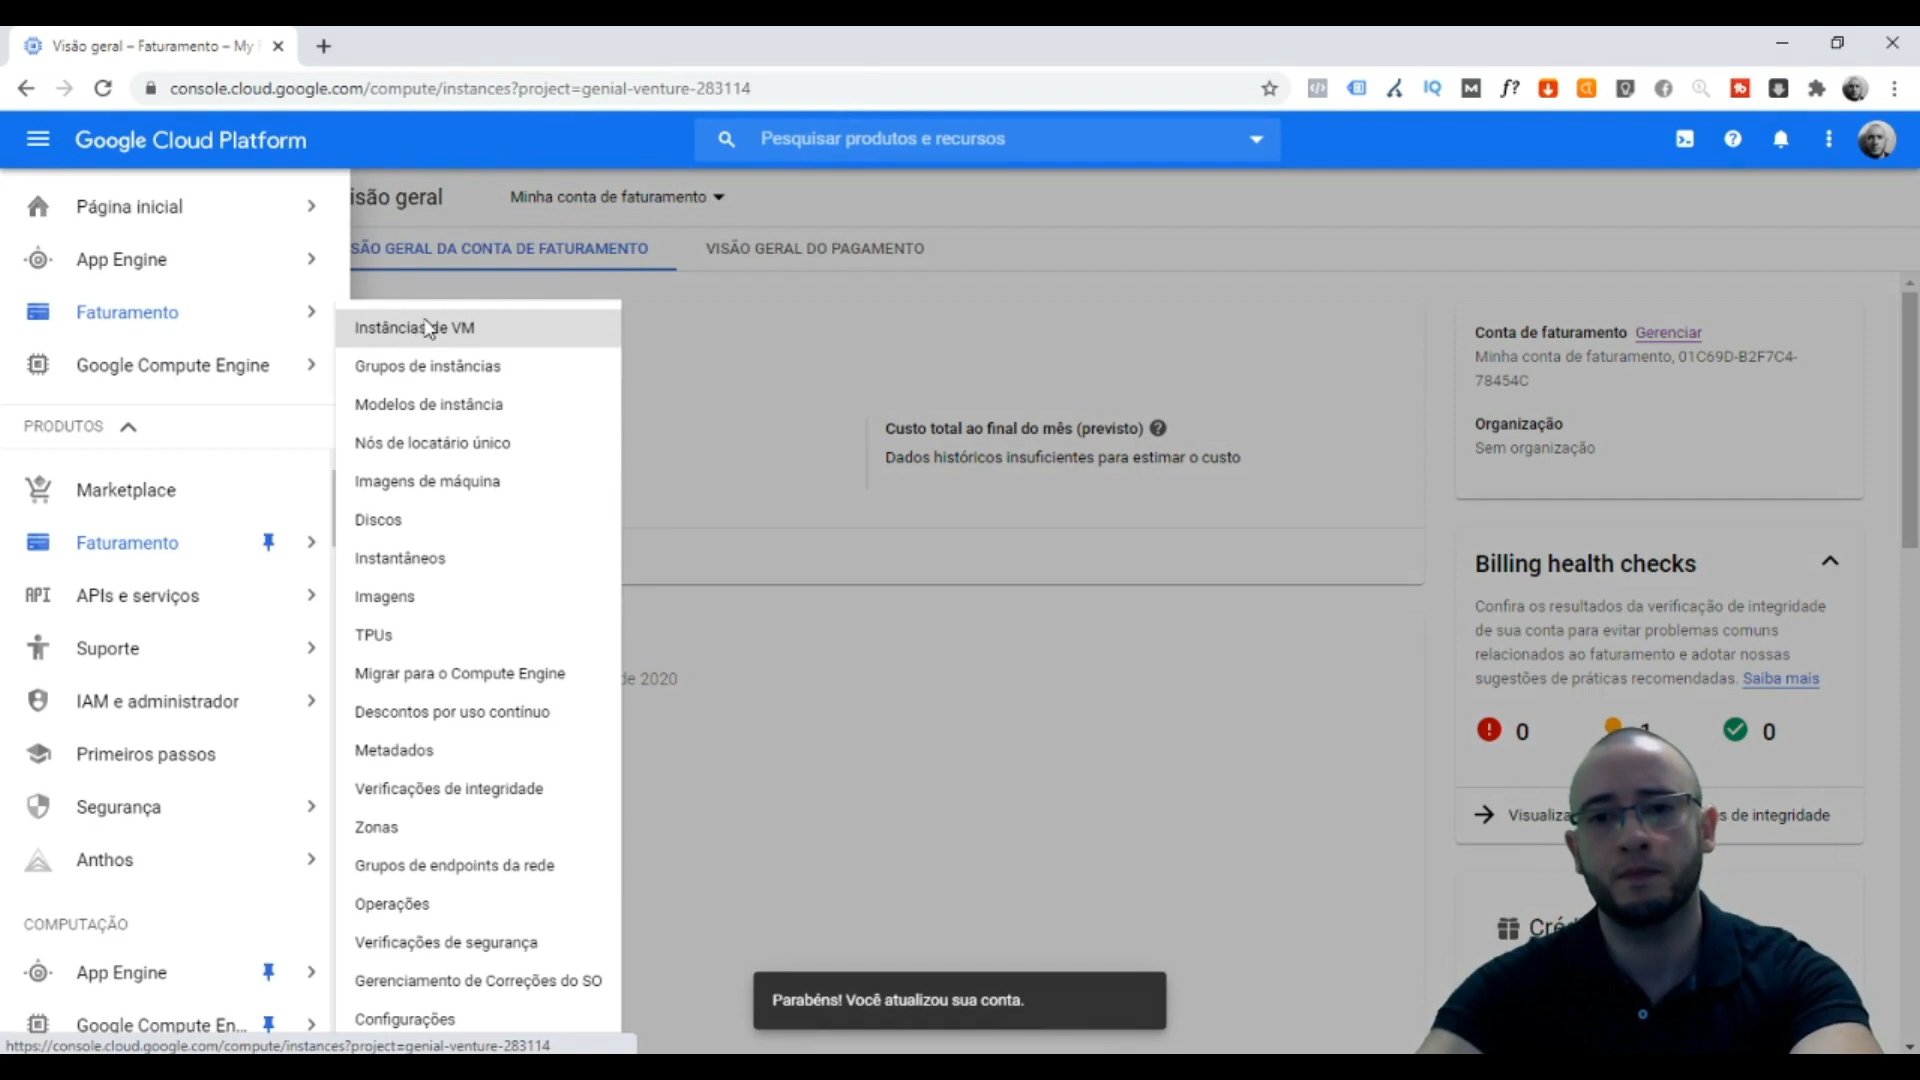 Visão geral – Faturamento – My
console.cloud.google.com/compute/instances?project=genial-venture-283114
Google Cloud Platform
Pesquisar produtos e recursos
Página inicial
App Engine
Faturamento
Google Compute Engine
PRODUTOS
Marketplace
Faturamento
API APIs e serviços
Suporte
IAM e administrador
Primeiros passos
Segurança
Anthos
COMPUTAÇÃO
App Engine
Google Compute En...
https://console.cloud.google.com/compute/instances?project=genial-venture-283114
Instâncias de VM
Grupos de instâncias
Modelos de instância
Nós de locatário único
Imagens de máquina
Discos
Instantâneos
Imagens
TPUs
Migrar para o Compute Engine
Descontos por uso contínuo
Metadados
Verificações de integridade
Zonas
Grupos de endpoints da rede
Operações
Verificações de segurança
Gerenciamento de Correções do SO
Configurações
isão geral
Minha conta de faturamento
SÃO GERAL DA CONTA DE FATURAMENTO
VISÃO GERAL DO PAGAMENTO
Custo total ao final do mês (previsto)
Dados históricos insuficientes para estimar o custo
de 2020
Conta de faturamento Gerenciar
Minha conta de faturamento, 01C69D-B2F7C4-
78454C
Organização
Sem organização
Billing health checks
Confira os resultados da verificação de integridade
de sua conta para evitar problemas comuns
relacionados ao faturamento e adotar nossas
sugestões de práticas recomendadas. Saiba mais
0 1 0
Visualiza s de integridade
Cré
Parabéns! Você atualizou sua conta.